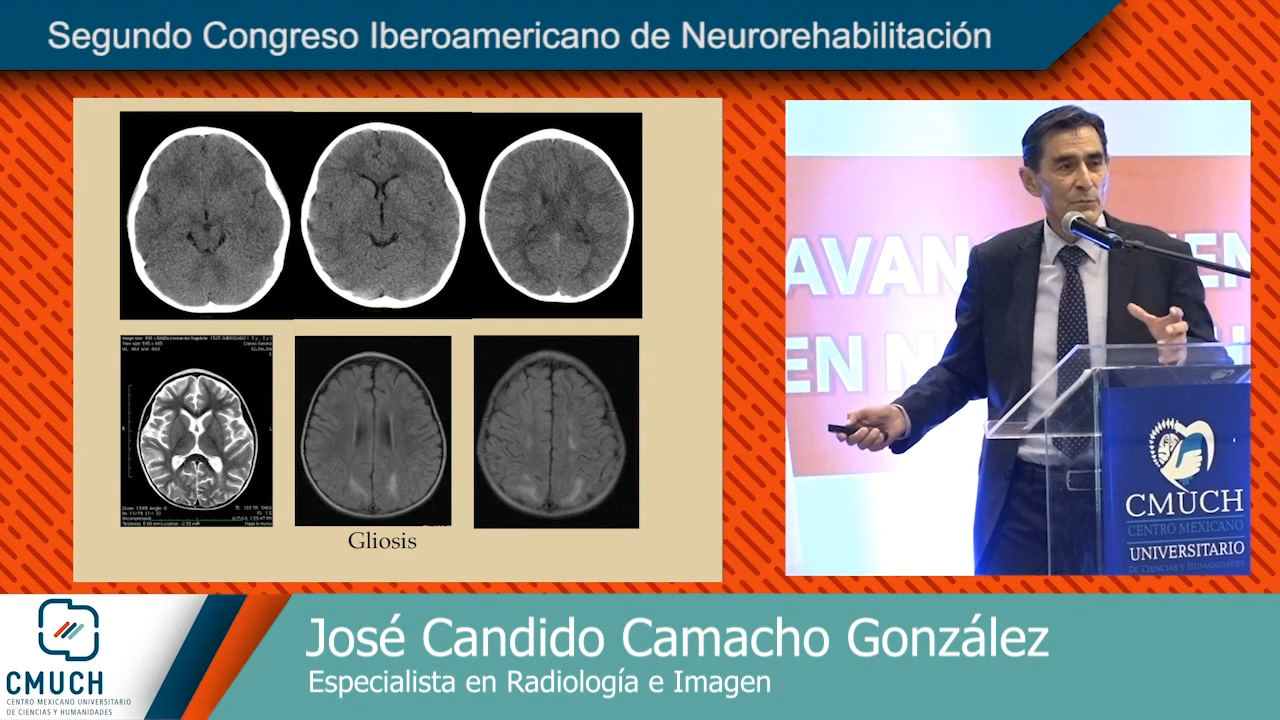 Segundo Congreso Iberoamericano de Neurorehabilitación
AVAN
EN
EN N
Gliosis
CMUCH
CENTRO MEXICANO
UNIVERSITARIO
DE CIENCIAS Y HUMANIDADES
José Candido Camacho González
Especialista en Radiología e Imagen
CMUCH
CENTRO MEXICANO UNIVERSITARIO
DE CIENCIAS Y HUMANIDADES